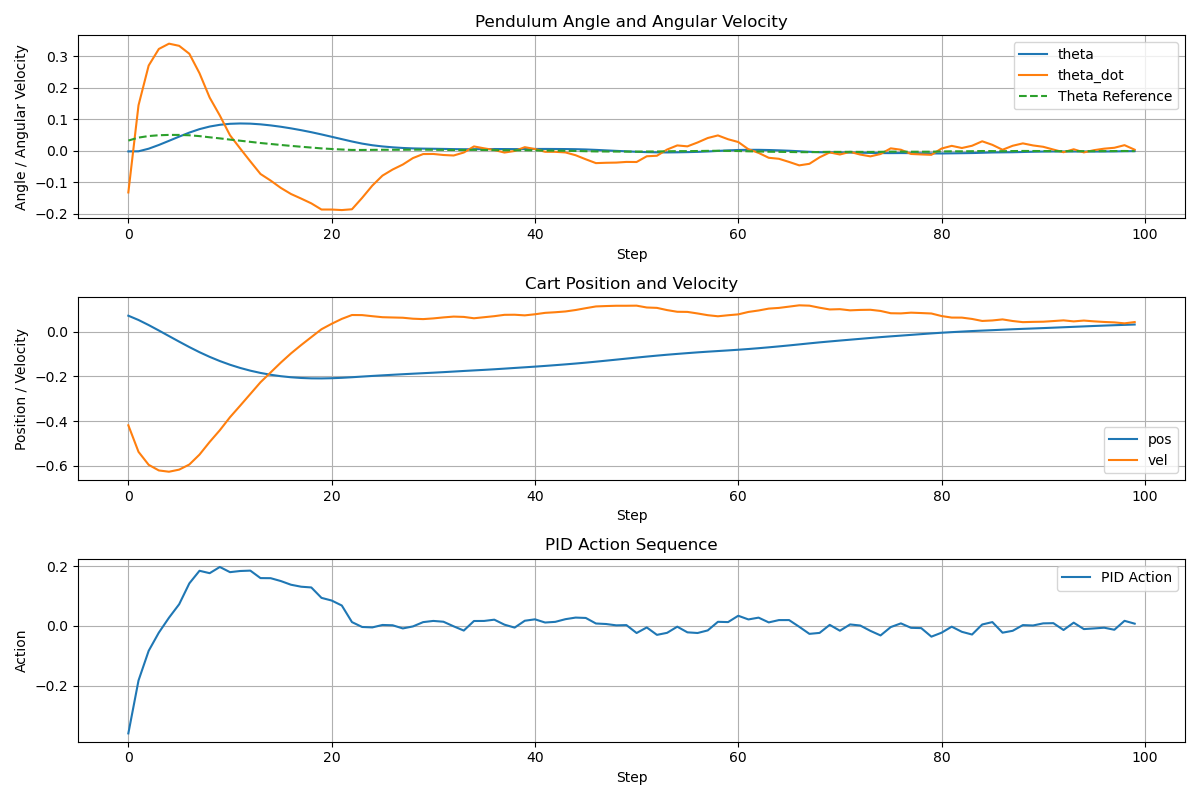 Pendulum Angle and Angular Velocity
Angle / Angular Velocity
0.3
0.2
0.1
0.0
−0.1
−0.2
theta
theta_dot
Theta Reference
0 20 40 60 80 100
Step
Cart Position and Velocity
Position / Velocity
0.0
−0.2
−0.4
−0.6
pos
vel
0 20 40 60 80 100
Step
PID Action Sequence
Action
0.2
0.0
−0.2
PID Action
0 20 40 60 80 100
Step